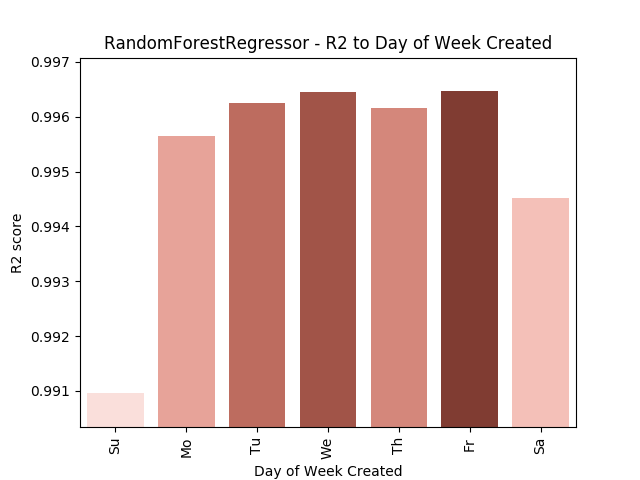 RandomForestRegressor - R2 to Day of Week Created
0.997
0.996
0.995
0.994
0.993
0.992
0.991
R2 score
Su
Mo
Tu
We
Th
Fr
Sa
Day of Week Created